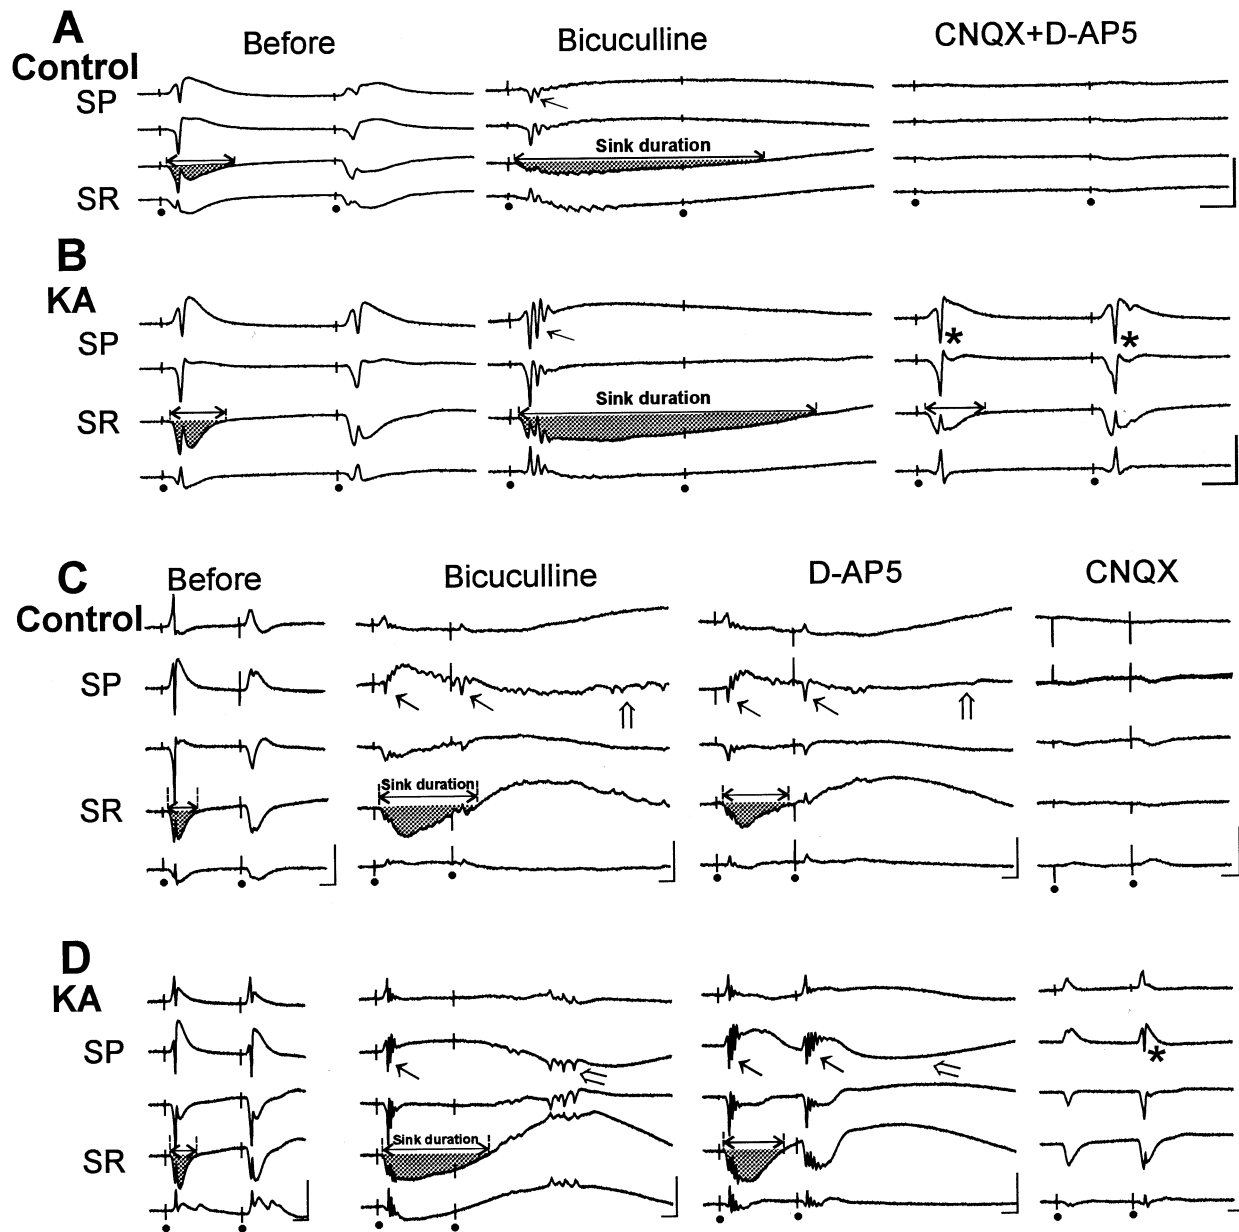 A
Before
Bicuculline
CNQX+D-AP5
Control
SP
Sink duration
SR
B
KA
SP
*
*
Sink duration
SR
C
Before
Bicuculline
D-AP5
CNQX
Control
SP
Sink duration
SR
D
KA
SP
*
Sink duration
SR